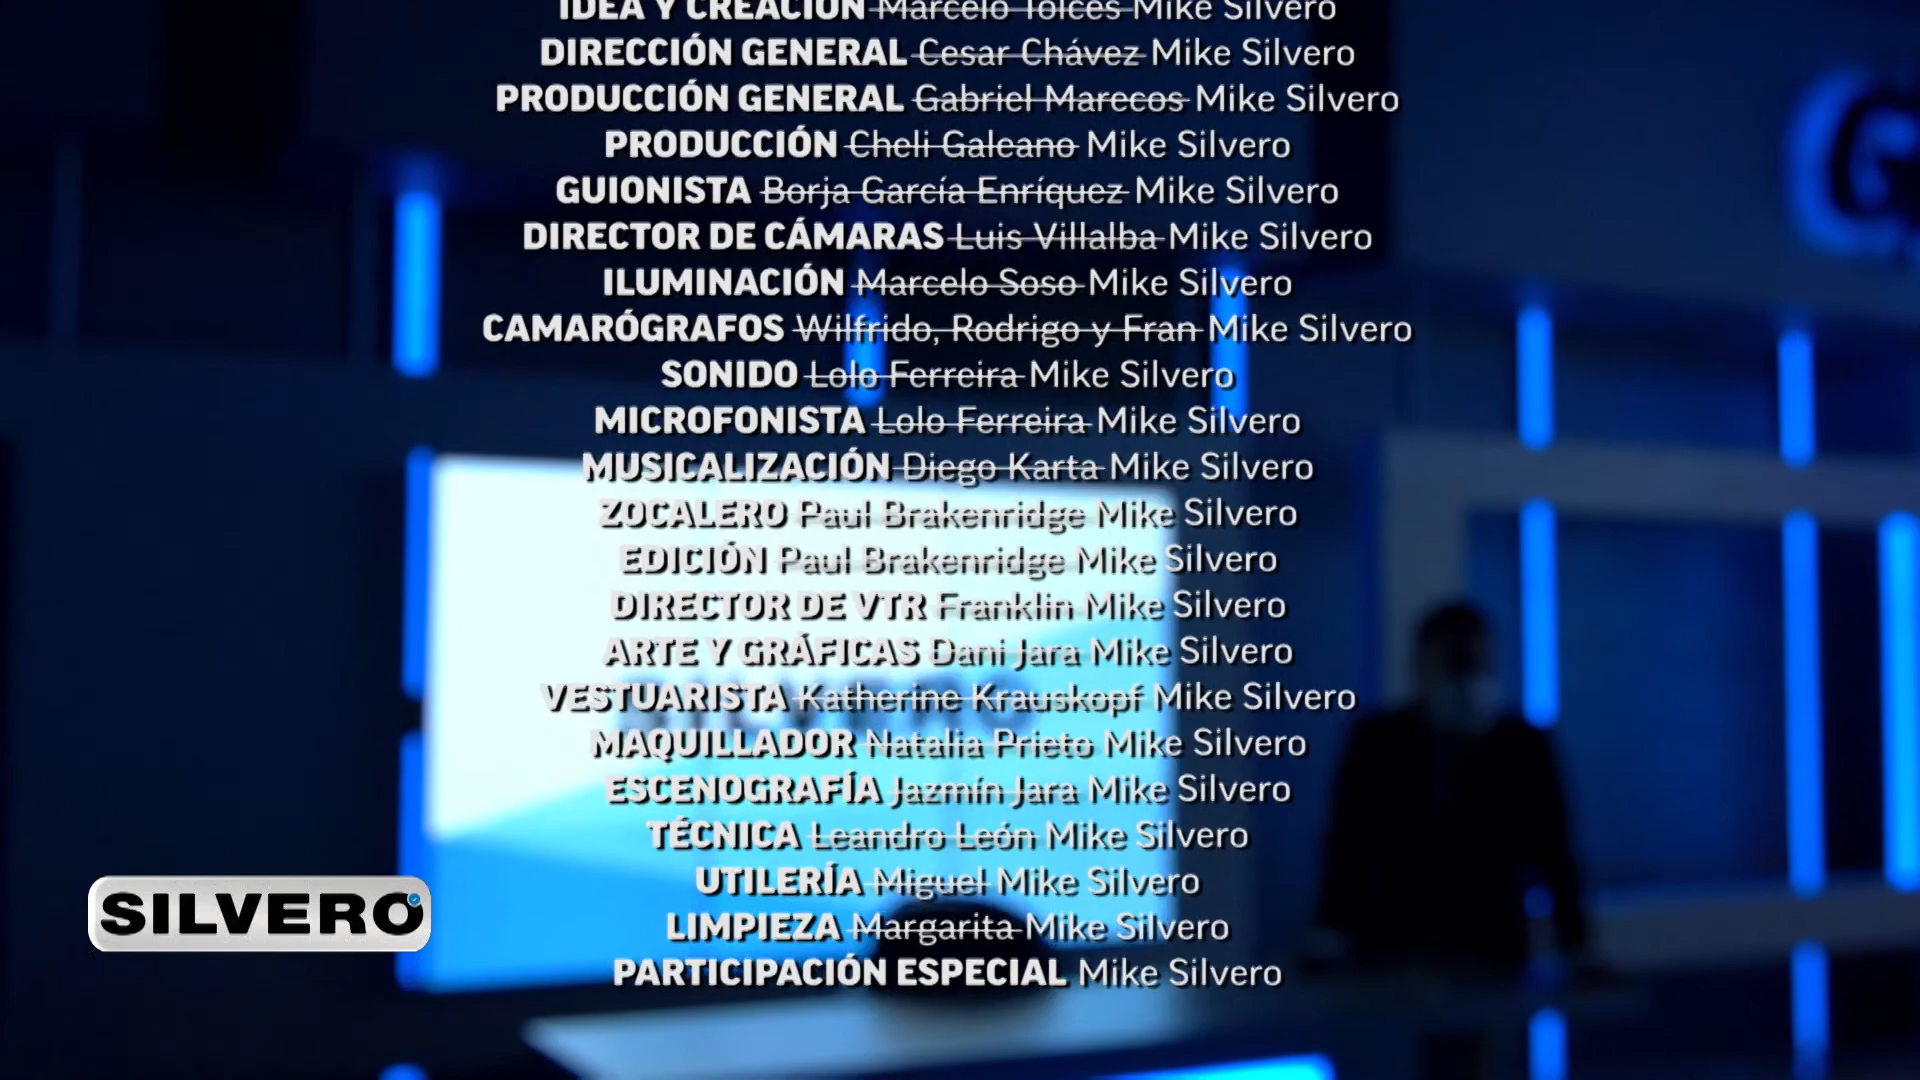 IDEA Y CREACIÓN Marcelo Tolces Mike Silvero
DIRECCIÓN GENERAL Cesar Chávez Mike Silvero
PRODUCCIÓN GENERAL Gabriel Marecos Mike Silvero
PRODUCCIÓN Cheli Galeano Mike Silvero
GUIONISTA Borja García Enríquez Mike Silvero
DIRECTOR DE CÁMARAS Luis Villalba Mike Silvero
ILUMINACIÓN Marcelo Soso Mike Silvero
CAMARÓGRAFOS Wilfrido, Rodrigo y Fran Mike Silvero
SONIDO Lolo Ferreira Mike Silvero
MICROFONISTA Lolo Ferreira Mike Silvero
MUSICALIZACIÓN Diego Karta Mike Silvero
ZOCALERO Paul Brakenridge Mike Silvero
EDICIÓN Paul Brakenridge Mike Silvero
DIRECTOR DE VTR Franklin Mike Silvero
ARTE Y GRÁFICAS Dani Jara Mike Silvero
VESTUARISTA Katherine Krauskopf Mike Silvero
MAQUILLADOR Natalia Prieto Mike Silvero
ESCENOGRAFÍA Jazmín Jara Mike Silvero
TÉCNICA Leandro León Mike Silvero
UTILERÍA Miguel Mike Silvero
LIMPIEZA Margarita Mike Silvero
PARTICIPACIÓN ESPECIAL Mike Silvero
SILVERO